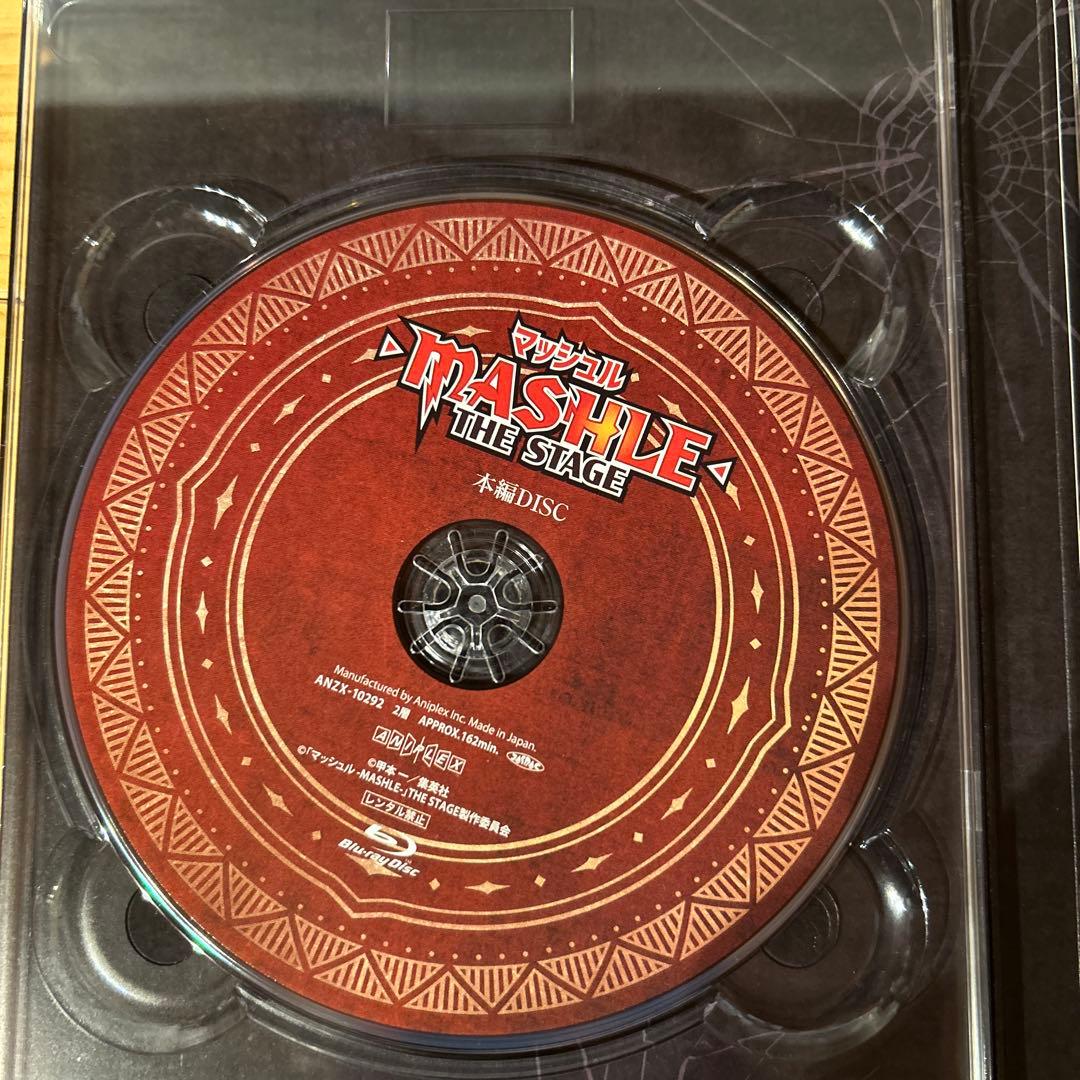 マッシュル
MASHLE
THE STAGE
本編DISC
Manufactured by Aniplex Inc. Made in Japan.
ANZX-10292 2層 APPROX.162min.
ANIPLEX
©甲本 一／集英社
©「マッシュル -MASHLE-」THE STAGE製作委員会
レンタル禁止
Blu-ray Disc